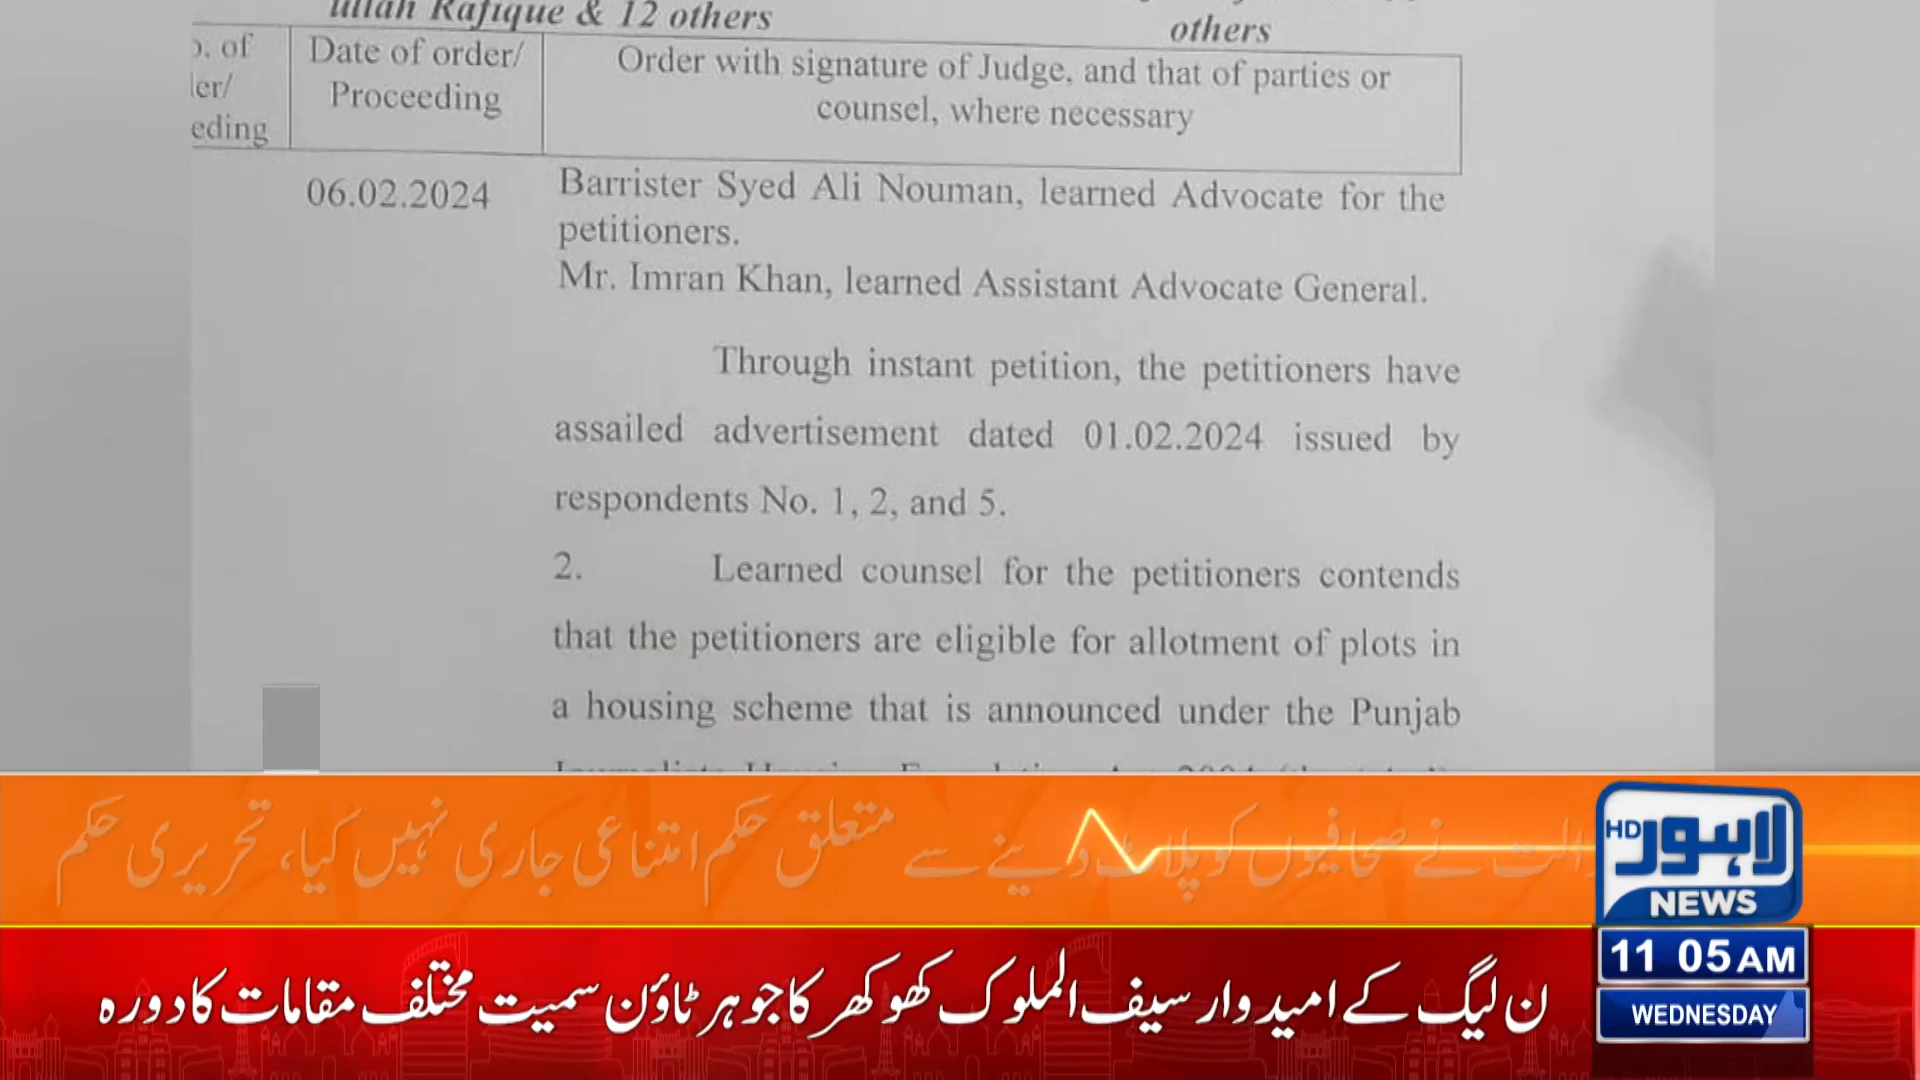 ullah Rafique & 12 others
others
o. of
ler/
eding
Date of order/
Proceeding
Order with signature of Judge, and that of parties or
counsel, where necessary
06.02.2024
Barrister Syed Ali Nouman, learned Advocate for the
petitioners.
Mr. Imran Khan, learned Assistant Advocate General.
Through instant petition, the petitioners have
assailed advertisement dated 01.02.2024 issued by
respondents No. 1, 2, and 5.
2. Learned counsel for the petitioners contends
that the petitioners are eligible for allotment of plots in
a housing scheme that is announced under the Punjab
الت نے صحافیوں کو پلاٹ دینے سے متعلق حکم امتناعی جاری نہیں کیا، تحریری حکم
HD لاہور
NEWS
11 05 AM
WEDNESDAY
ن لیگ کے امیدوار سیف الملوک کھوکھر کا جوہر ٹاؤن سمیت مختلف مقامات کا دورہ